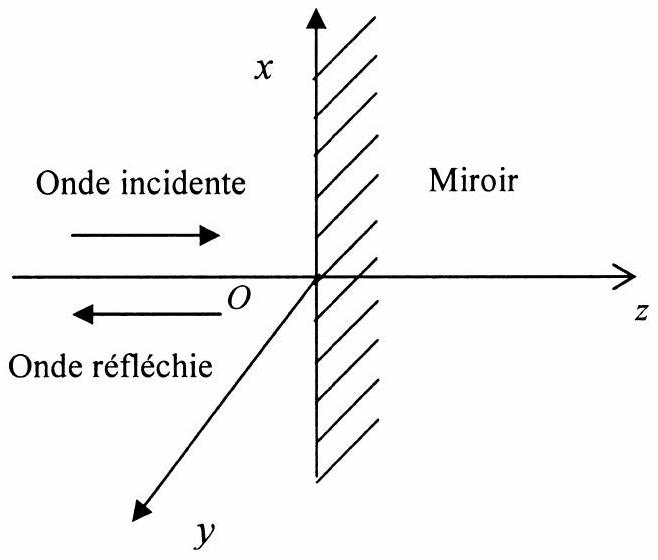 x
Onde incidente
Miroir
O
z
Onde réfléchie
y